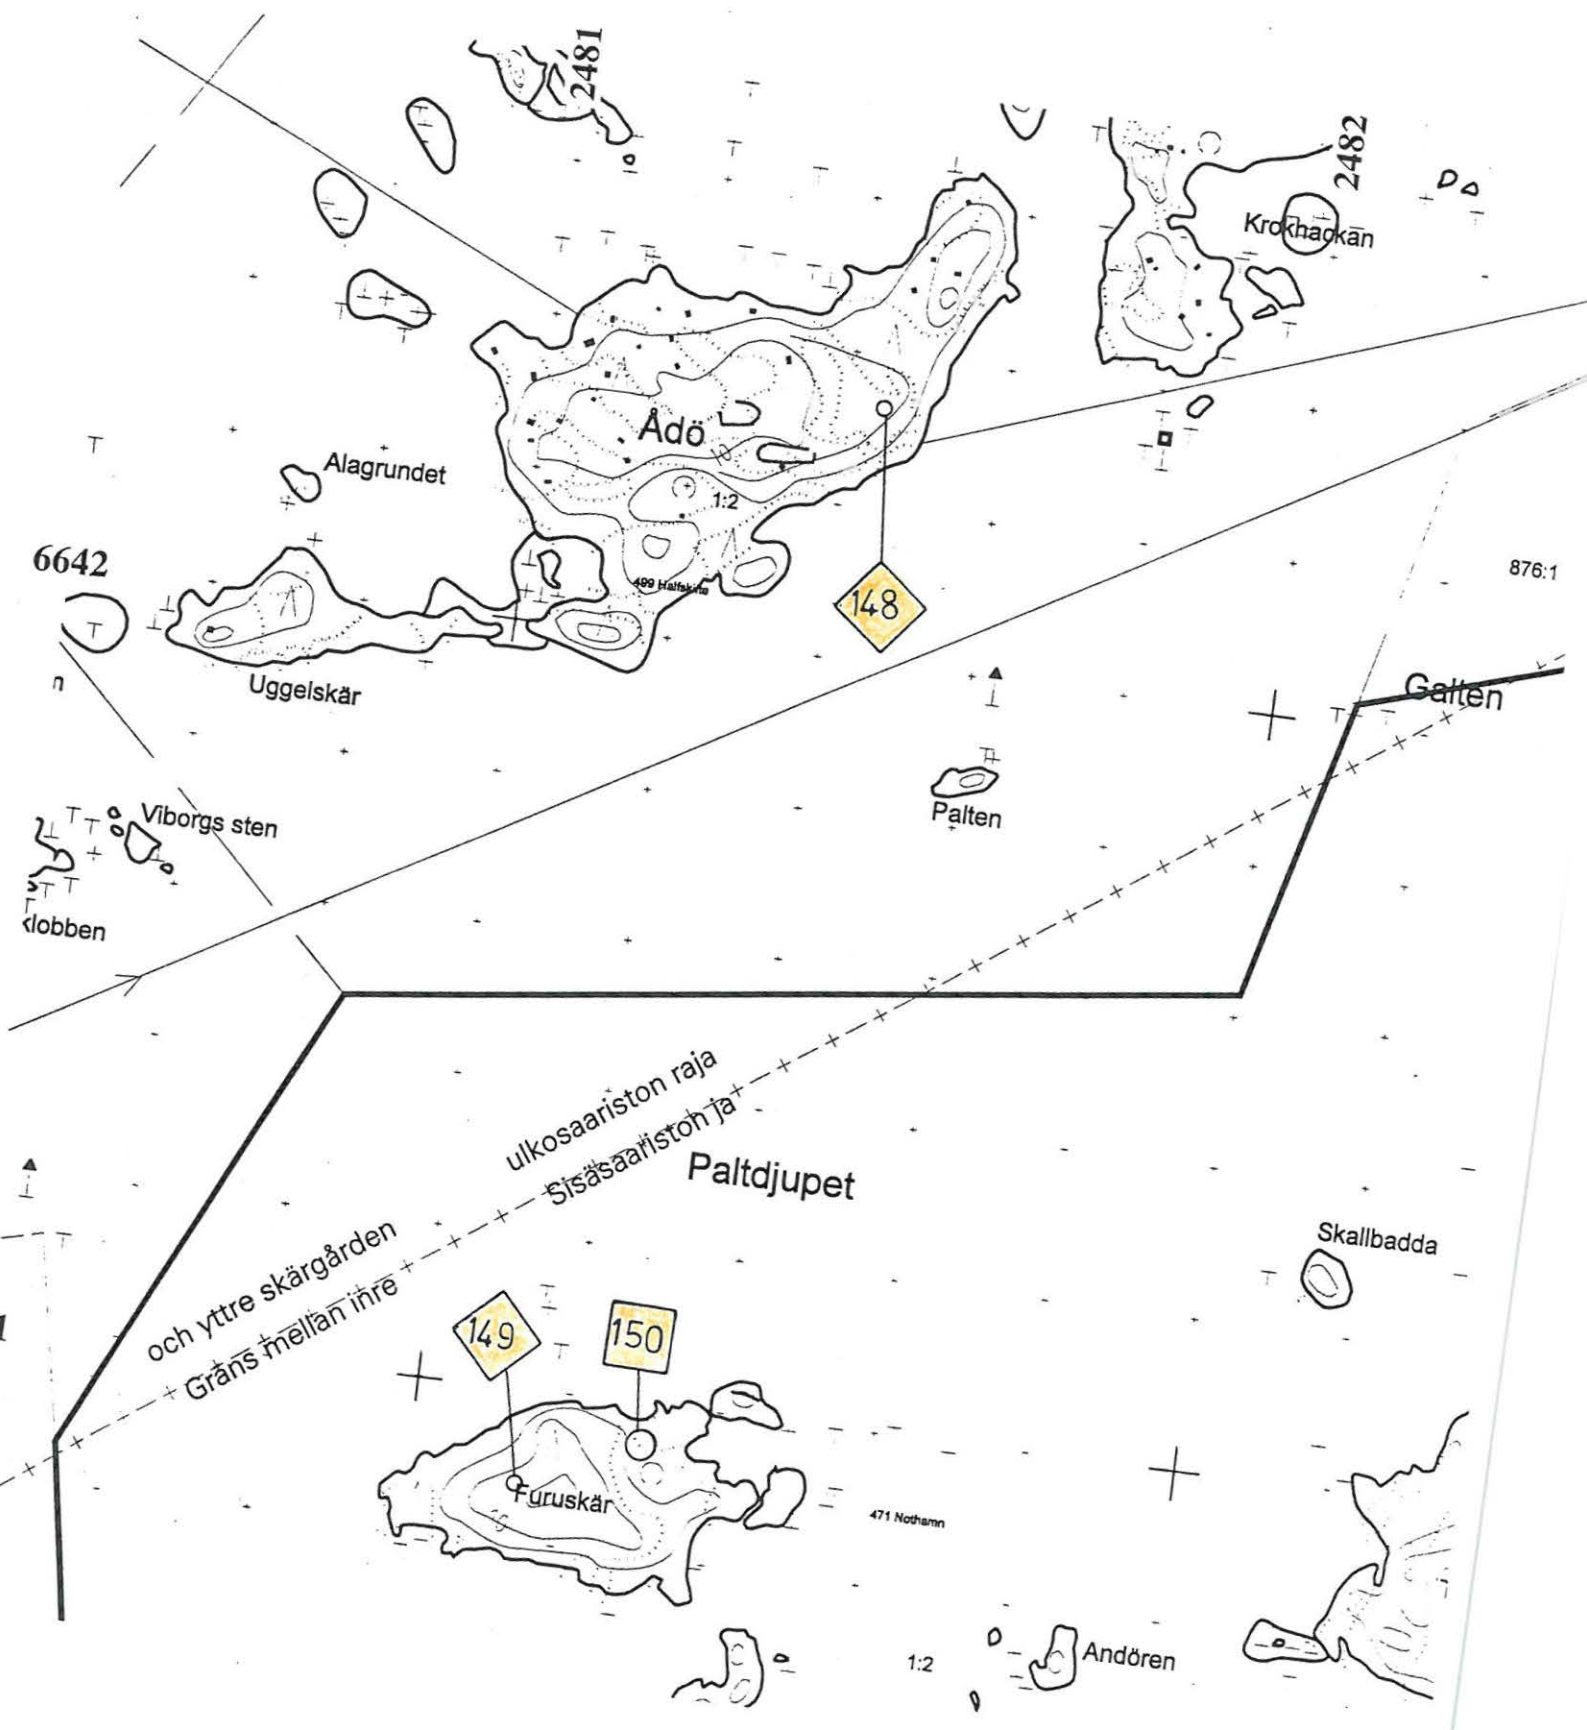 2481
2482
Krokhackan
Ådö
Alagrundet
1:2
6642
499 Halfskifte
148
876:1
n
Uggelskär
Galten
Viborgs sten
Palten
klobben
ulkosaariston raja
Sisäsaariston ja
Paltdjupet
och yttre skärgården
Gräns mellan inre
Skallbadda
1
149
150
Furuskär
471 Nothamn
1:2
Andören